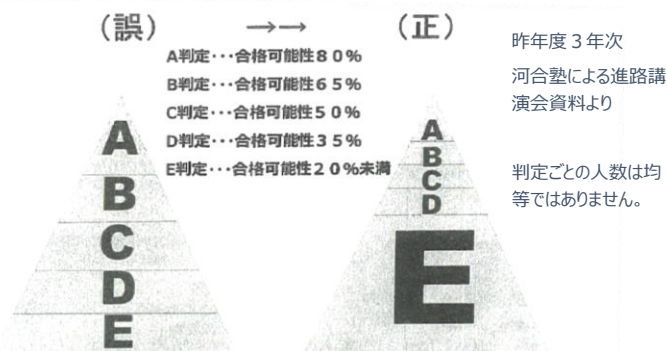 (誤) →→ (正)
A判定･･･合格可能性80%
B判定･･･合格可能性65%
C判定･･･合格可能性50%
D判定･･･合格可能性35%
E判定･･･合格可能性20%未満
A
B
C
D
E
A
B
C
D
E
昨年度3年次
河合塾による進路講
演会資料より
判定ごとの人数は均
等ではありません。